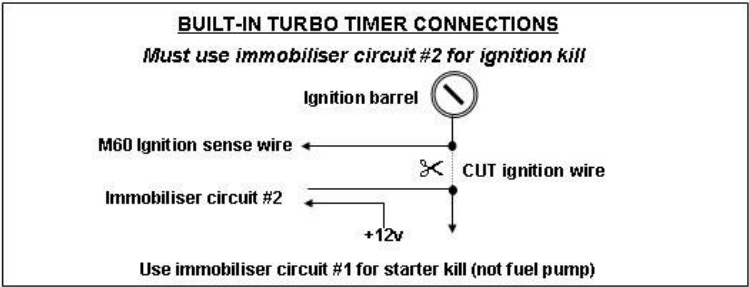 BUILT-IN TURBO TIMER CONNECTIONS
Must use immobiliser circuit #2 for ignition kill
Ignition barrel
M60 Ignition sense wire
CUT ignition wire
Immobiliser circuit #2
+12v
Use immobiliser circuit #1 for starter kill (not fuel pump)